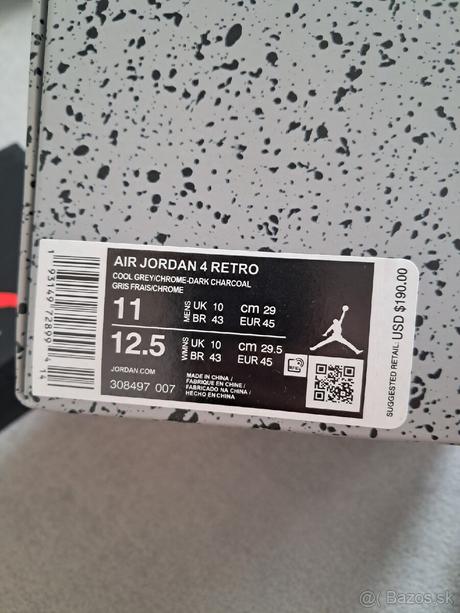 AIR JORDAN 4 RETRO
COOL GREY/CHROME-DARK CHARCOAL
GRIS FRAIS/CHROME
11 MENS UK 10 cm 29
BR 43 EUR 45
12.5 WMNS UK 10 cm 29.5
BR 43 EUR 45
JORDAN.COM
308497 007
MADE IN CHINA /
FABRIQUE EN CHINE /
FABRICADO NA CHINA /
HECHO EN CHINA
SUGGESTED RETAIL USD $190.00
Bazos.sk